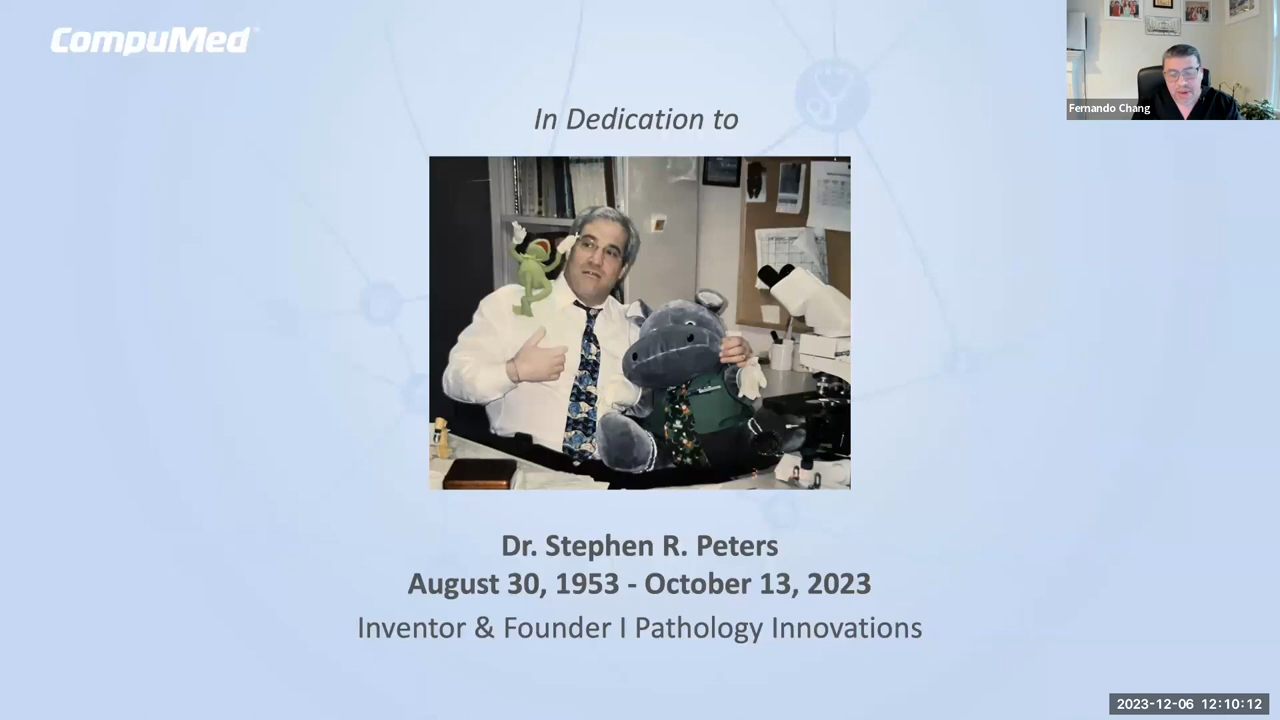 CompuMed
Fernando Chang
In Dedication to
Dr. Stephen R. Peters
August 30, 1953 - October 13, 2023
Inventor & Founder I Pathology Innovations
2023-12-06 12:10:12